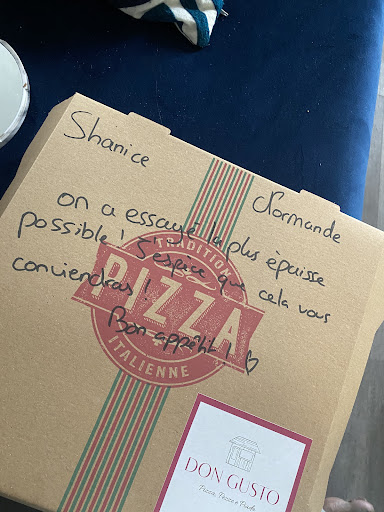 Shanice
Normande
on a essayé la plus épaisse
possible ! J'espère que cela vous
conviendras !
Bon appétit ! ♡
TRADITION
PIZZA
ITALIENNE
DON GUSTO